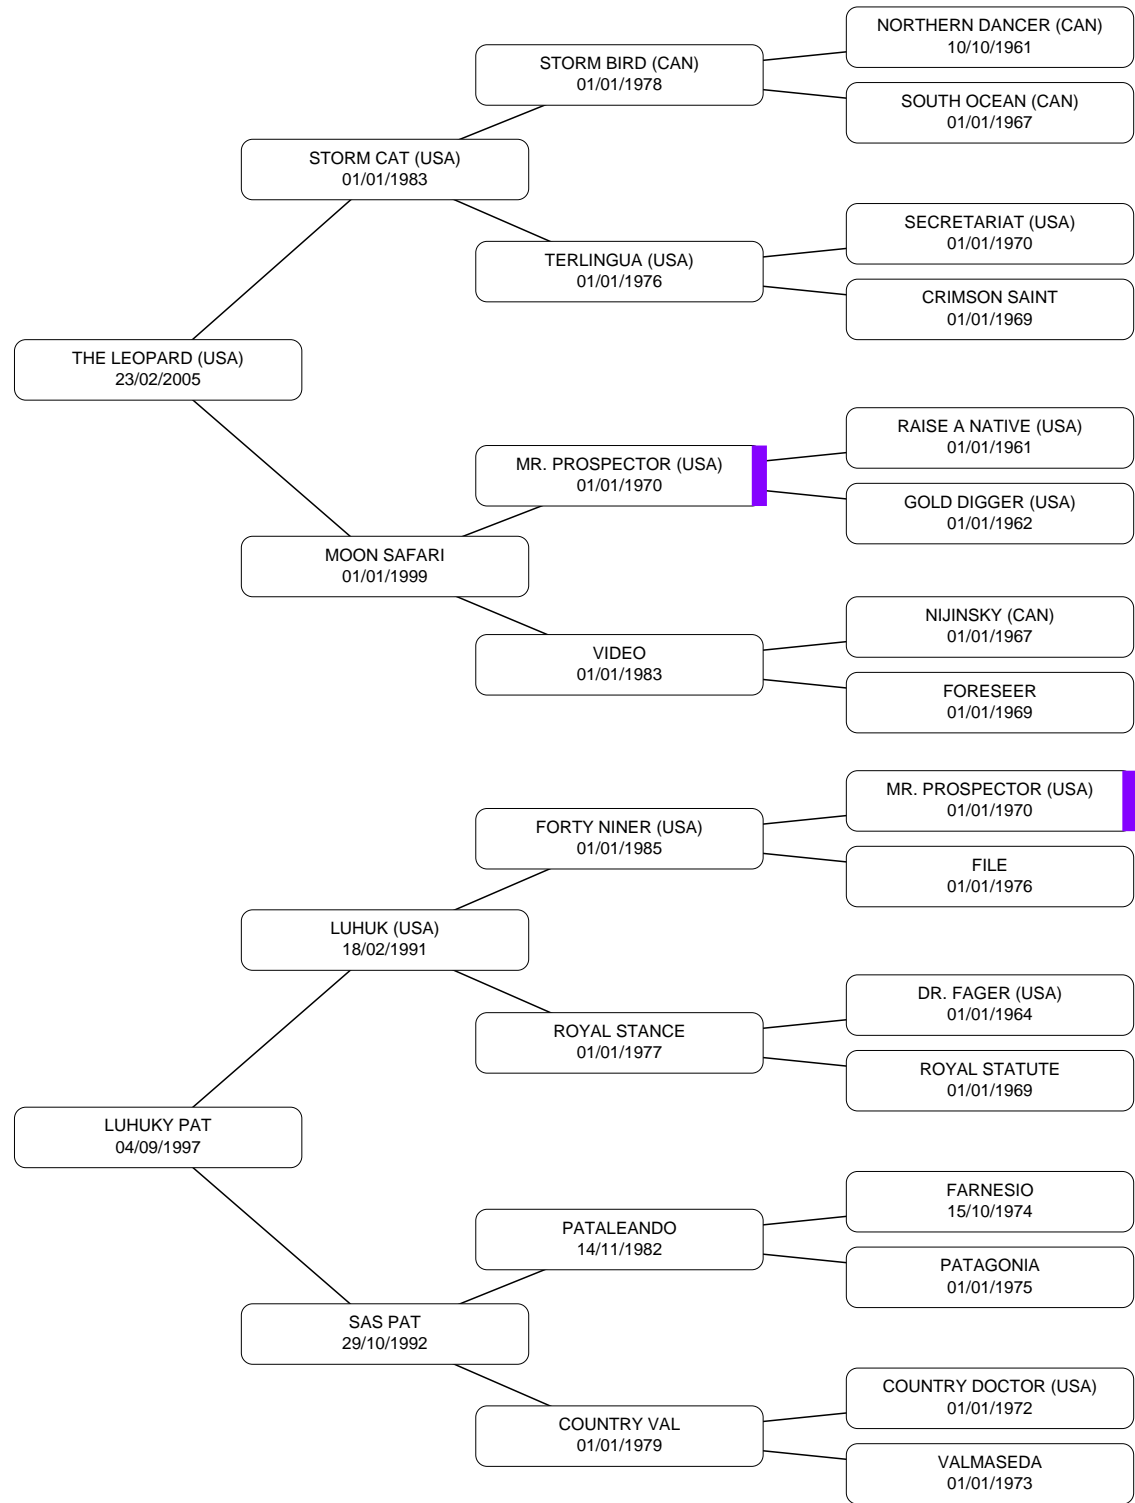 NORTHERN DANCER (CAN)
10/10/1961
STORM BIRD (CAN)
01/01/1978
SOUTH OCEAN (CAN)
01/01/1967
STORM CAT (USA)
01/01/1983
SECRETARIAT (USA)
01/01/1970
TERLINGUA (USA)
01/01/1976
CRIMSON SAINT
01/01/1969
THE LEOPARD (USA)
23/02/2005
RAISE A NATIVE (USA)
01/01/1961
MR. PROSPECTOR (USA)
01/01/1970
GOLD DIGGER (USA)
01/01/1962
MOON SAFARI
01/01/1999
NIJINSKY (CAN)
01/01/1967
VIDEO
01/01/1983
FORESEER
01/01/1969
MR. PROSPECTOR (USA)
01/01/1970
FORTY NINER (USA)
01/01/1985
FILE
01/01/1976
LUHUK (USA)
18/02/1991
DR. FAGER (USA)
01/01/1964
ROYAL STANCE
01/01/1977
ROYAL STATUTE
01/01/1969
LUHUKY PAT
04/09/1997
FARNESIO
15/10/1974
PATALEANDO
14/11/1982
PATAGONIA
01/01/1975
SAS PAT
29/10/1992
COUNTRY DOCTOR (USA)
01/01/1972
COUNTRY VAL
01/01/1979
VALMASEDA
01/01/1973